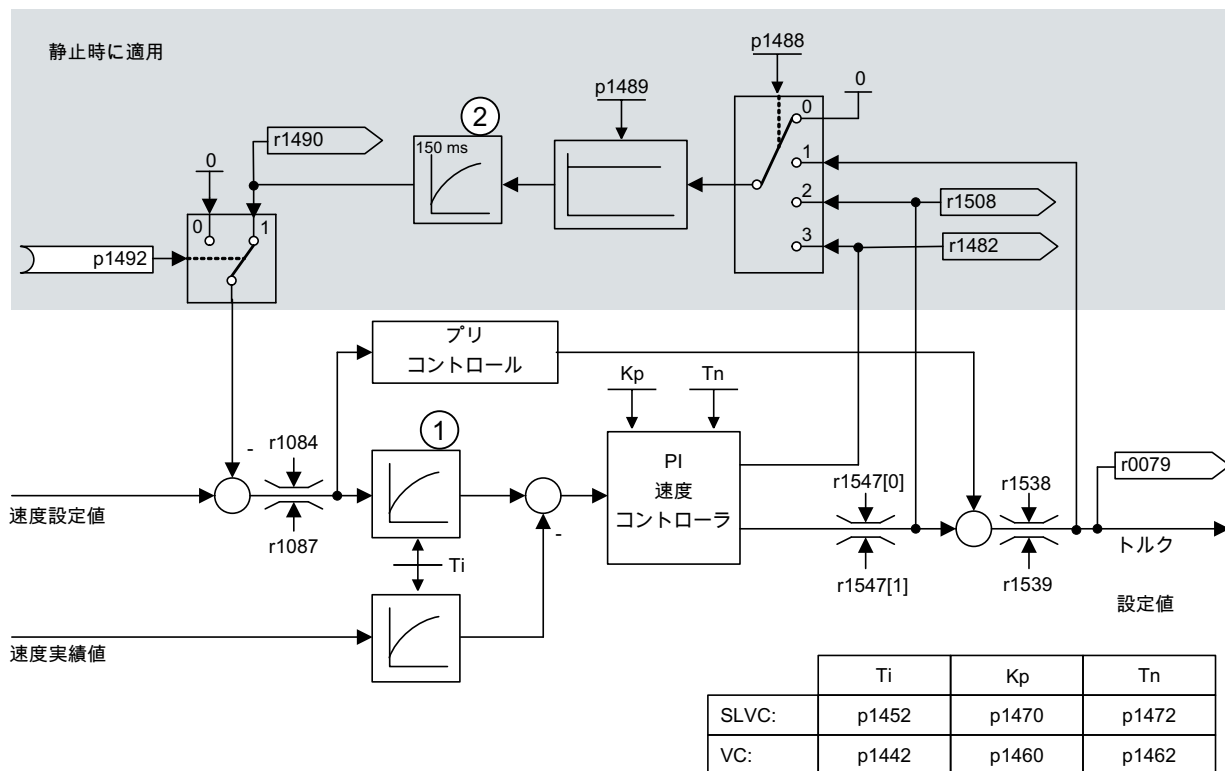 静止時に適用
p1488
0
p1489
2
0
r1490
150 ms
1
0
2
r1508
0
1
3
r1482
p1492
プリ
コントロール
Kp
Tn
1
-
r1084
PI
速度
コントローラ
r1547[0]
r1538
r0079
速度設定値
r1087
-
トルク
Ti
r1547[1]
r1539
設定値
速度実績値
Ti Kp Tn
SLVC: p1452 p1470 p1472
VC: p1442 p1460 p1462